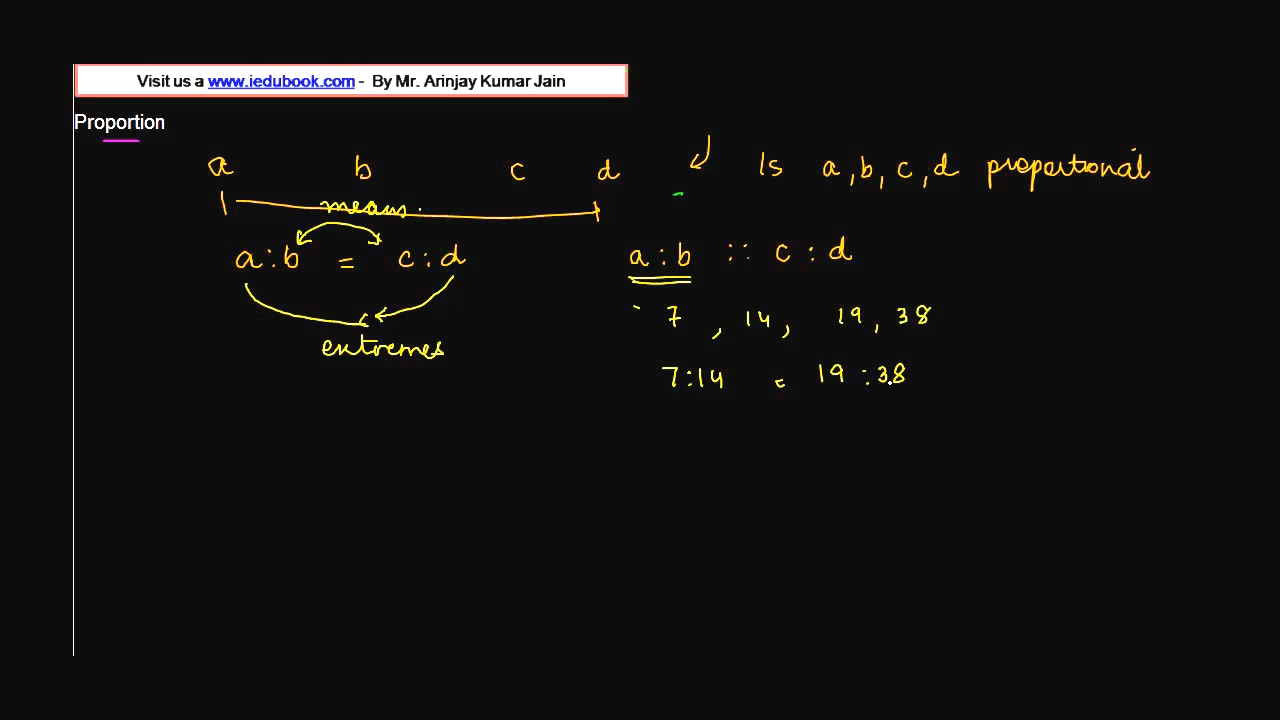 Visit us a www.iedubook.com - By Mr. Arinjay Kumar Jain
Proportion
a b c d Is a, b, c, d proportional
means
a : b = c : d a : b :: c : d
7 , 14 , 19 , 38
extremes
7 : 14 = 19 : 38